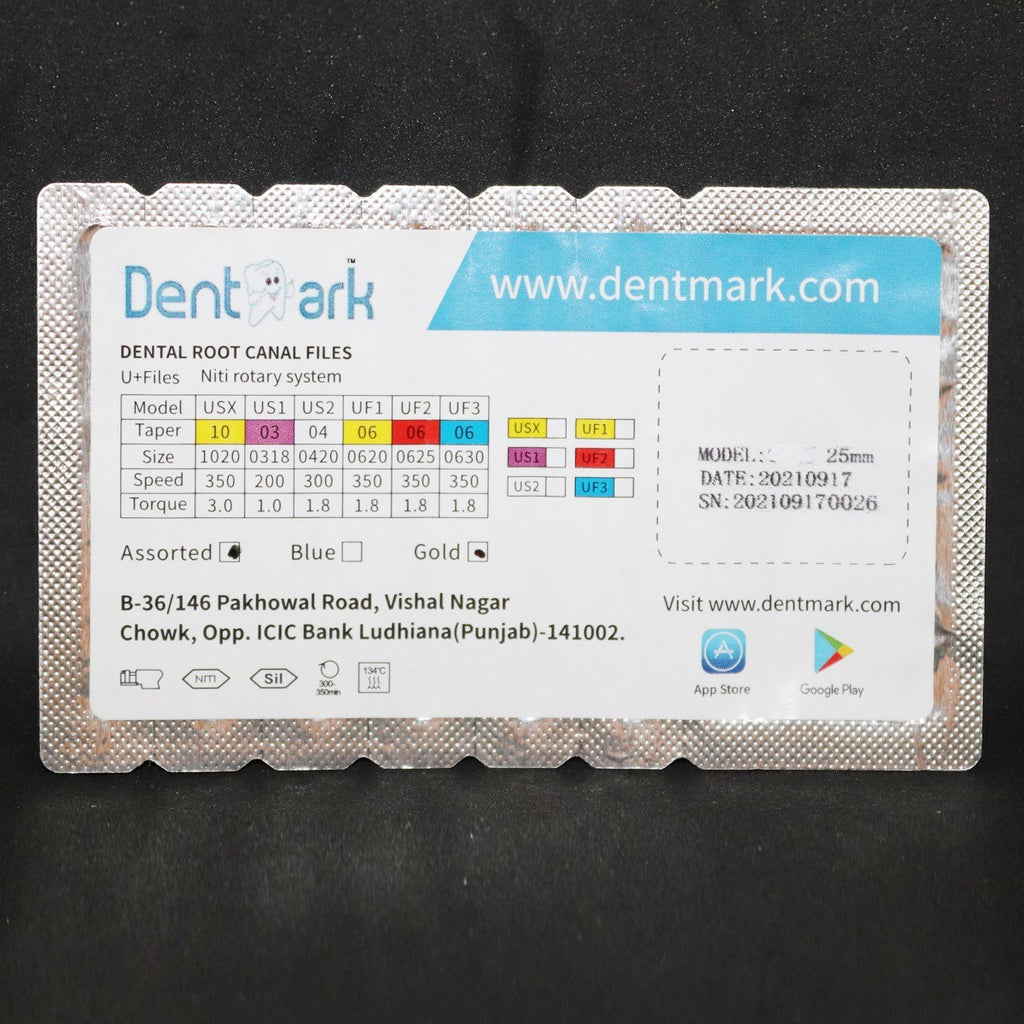 Dent ark™
www.dentmark.com
DENTAL ROOT CANAL FILES
U+Files Niti rotary system
Model USX US1 US2 UF1 UF2 UF3
Taper 10 03 04 06 06 06
Size 1020 0318 0420 0620 0625 0630
Speed 350 200 300 350 350 350
Torque 3.0 1.0 1.8 1.8 1.8 1.8
USX UF1
US1 UF2
US2 UF3
MODEL: 25mm
DATE:20210917
SN:202109170026
Assorted Blue Gold
B-36/146 Pakhowal Road, Vishal Nagar
Chowk, Opp. ICIC Bank Ludhiana(Punjab)-141002.
Visit www.dentmark.com
NiTi Sil 300-350min 134°C
App Store Google Play